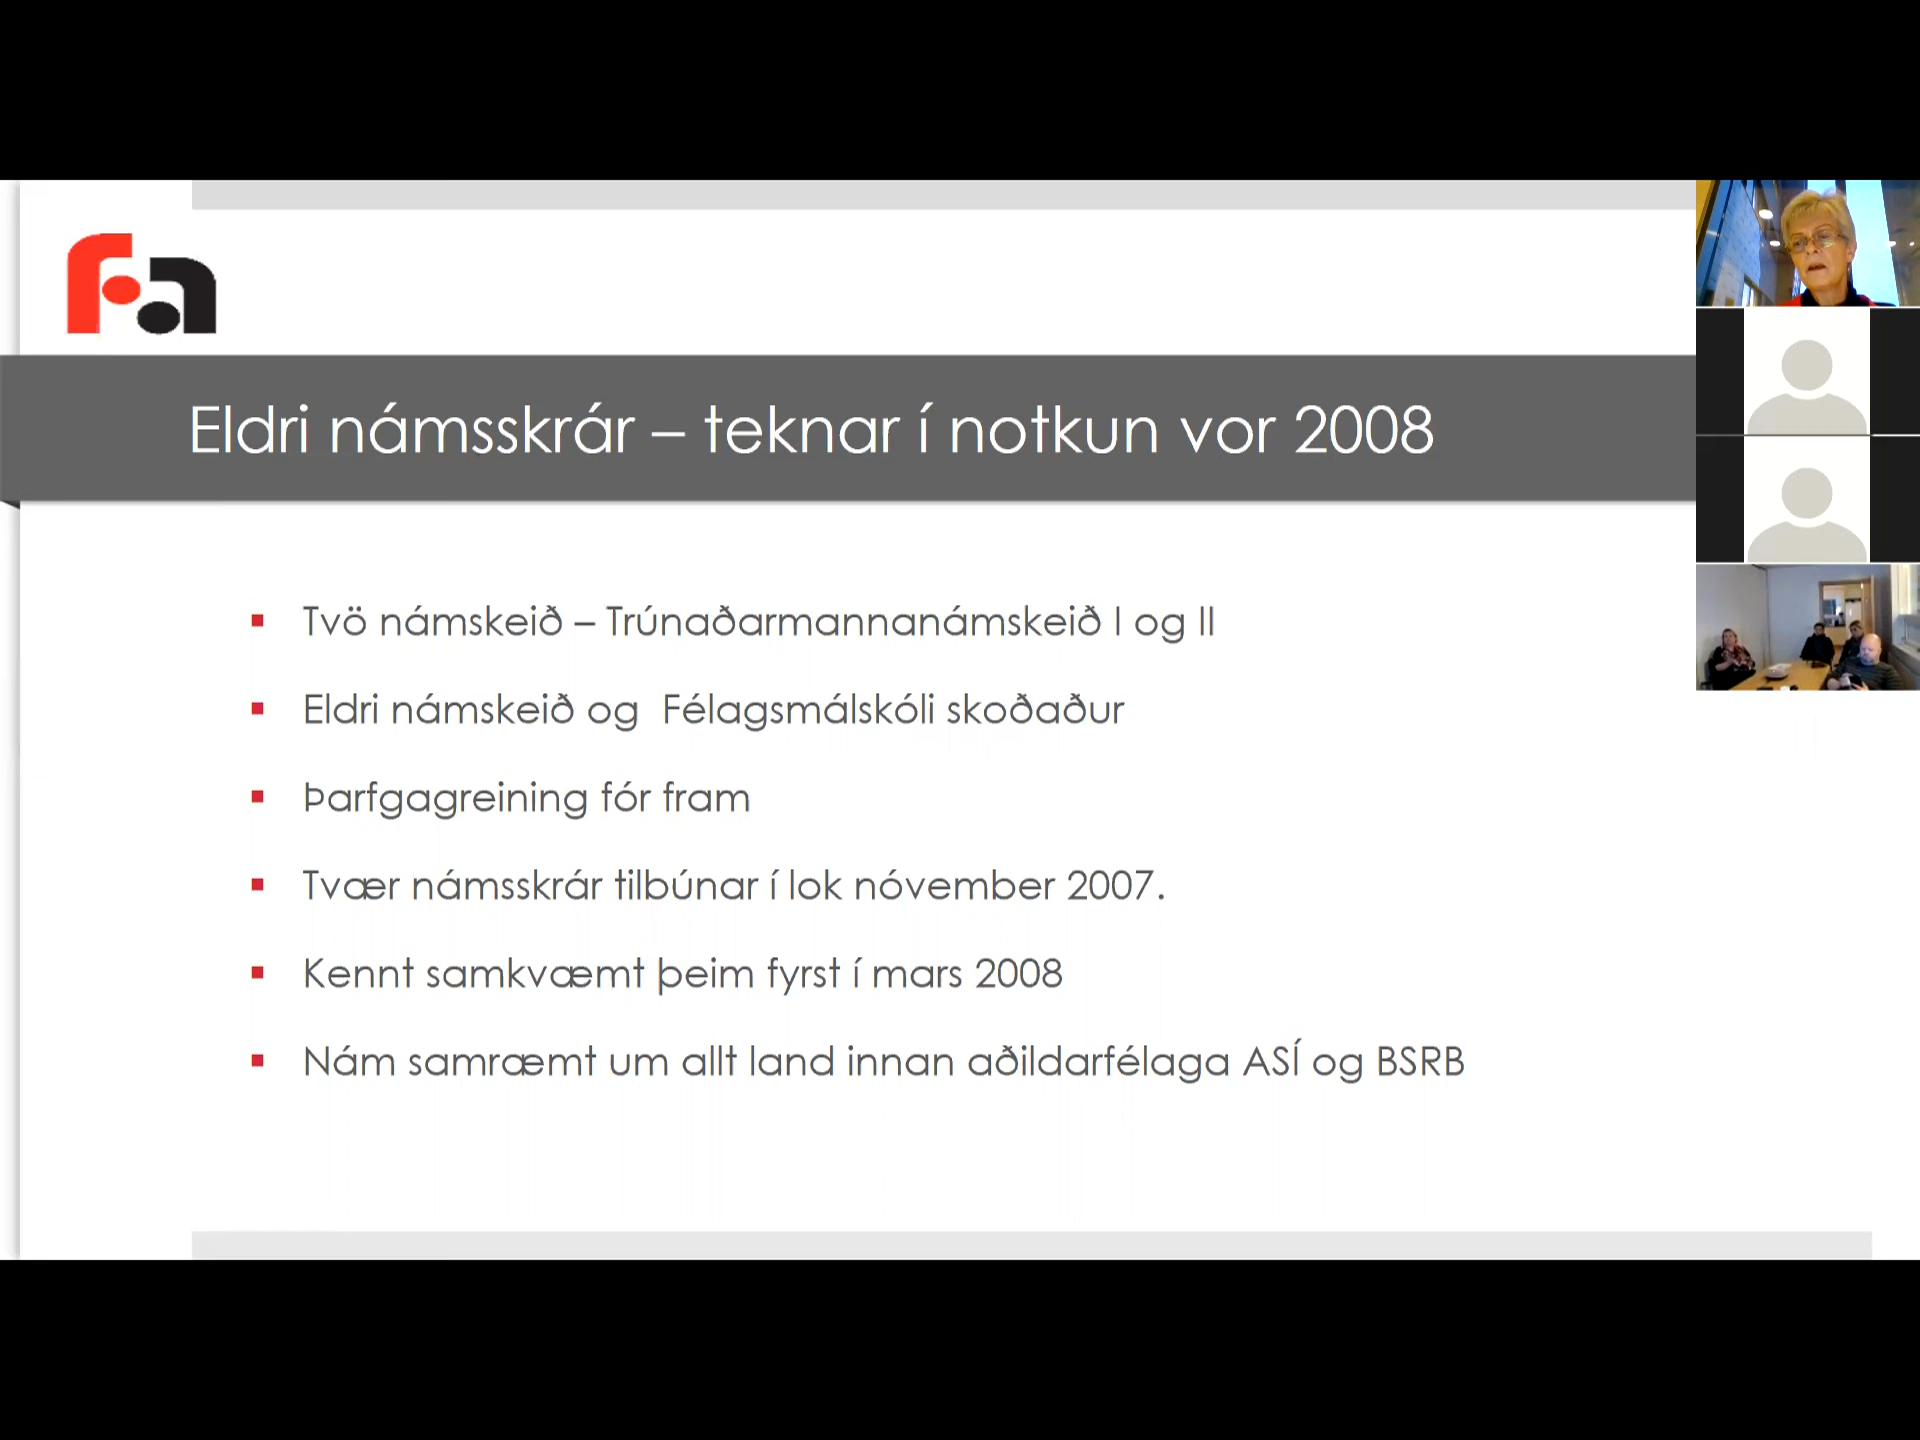 fa
Eldri námsskrár – teknar í notkun vor 2008
Tvö námskeið – Trúnaðarmannanámskeið I og II
Eldri námskeið og Félagsmálskóli skoðaður
Þarfgagreining fór fram
Tvær námsskrár tilbúnar í lok nóvember 2007.
Kennt samkvæmt þeim fyrst í mars 2008
Nám samræmt um allt land innan aðildarfélaga ASÍ og BSRB